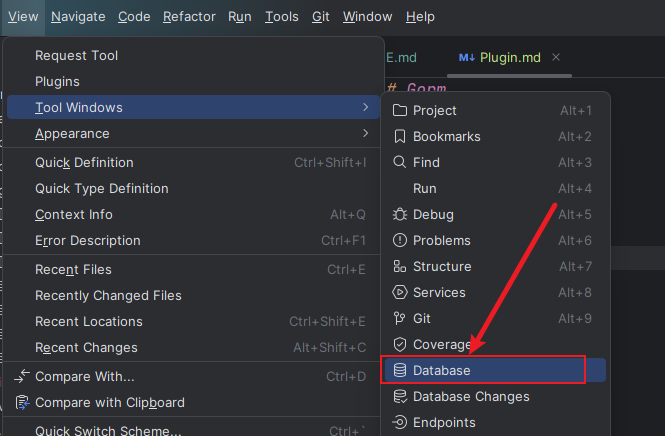 View Navigate Code Refactor Run Tools Git Window Help
E.md Plugin.md
# Gorm
Request Tool
Plugins
Tool Windows
Appearance
Quick Definition Ctrl+Shift+I
Quick Type Definition
Context Info Alt+Q
Error Description Ctrl+F1
Recent Files Ctrl+E
Recently Changed Files
Recent Locations Ctrl+Shift+E
Recent Changes Alt+Shift+C
Compare With... Ctrl+D
Compare with Clipboard
Quick Switch Scheme... Ctrl+`
Project Alt+1
Bookmarks Alt+2
Find Alt+3
Run Alt+4
Debug Alt+5
Problems Alt+6
Structure Alt+7
Services Alt+8
Git Alt+9
Coverage
Database
Database Changes
Endpoints